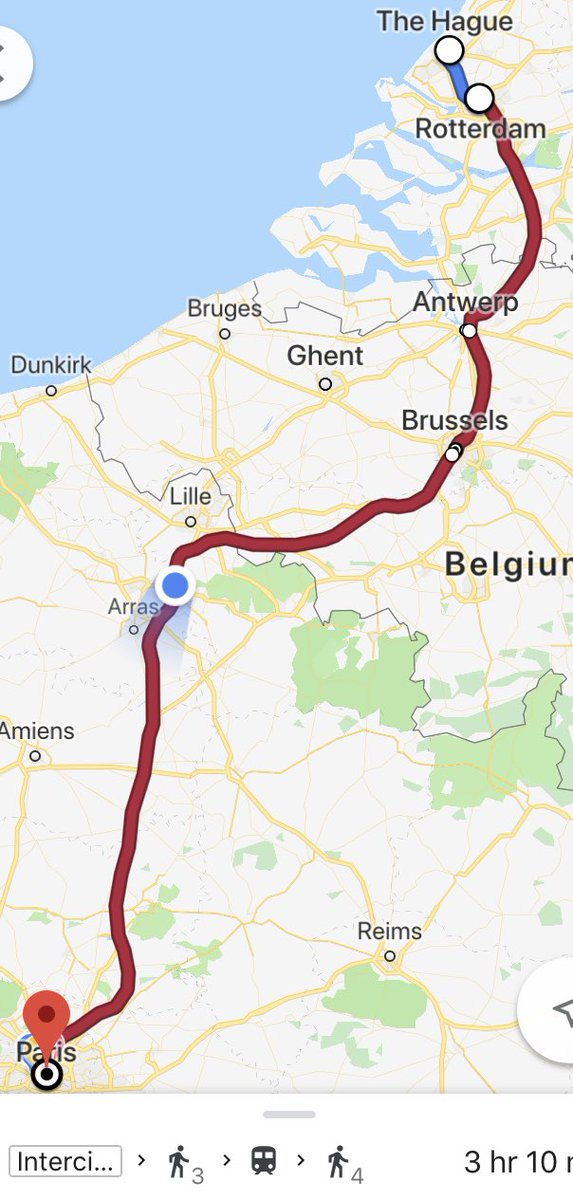 The Hague
Rotterdam
Antwerp
Bruges
Ghent
Dunkirk
Brussels
Lille
Belgium
Arras
Amiens
Reims
Paris
Interci...
3
4
3 hr 10 m